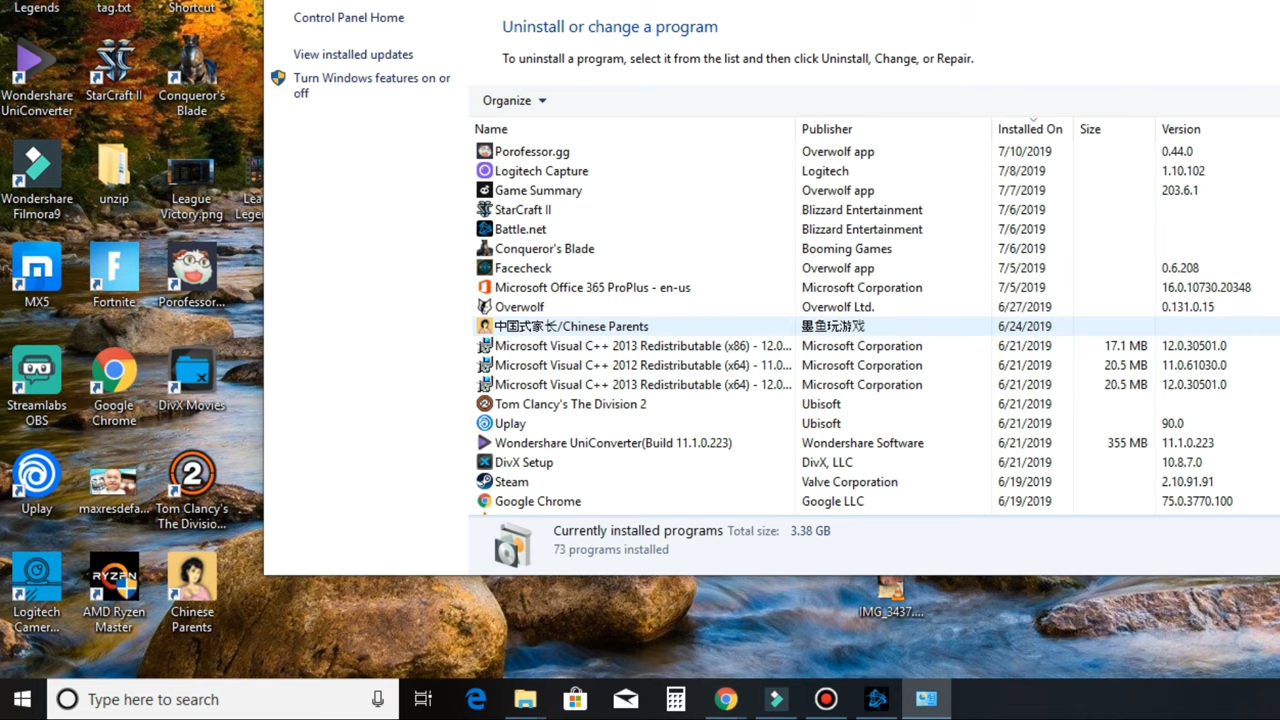 Legends
tag.txt
Shortcut
Wondershare
UniConverter
StarCraft II
Conqueror's
Blade
Wondershare
Filmora9
unzip
League
Victory.png
Lea
Legen
MX5
Fortnite
Porofessor...
Streamlabs
OBS
Google
Chrome
DivX Movies
Uplay
maxresdefa...
Tom Clancy's
The Divisio...
Logitech
Camer...
RYZEN
AMD Ryzen
Master
Chinese
Parents
Control Panel Home
View installed updates
Turn Windows features on or
off
Uninstall or change a program
To uninstall a program, select it from the list and then click Uninstall, Change, or Repair.
Organize
Name Publisher Installed On Size Version
Porofessor.gg Overwolf app 7/10/2019 0.44.0
Logitech Capture Logitech 7/8/2019 1.10.102
Game Summary Overwolf app 7/7/2019 203.6.1
StarCraft II Blizzard Entertainment 7/6/2019
Battle.net Blizzard Entertainment 7/6/2019
Conqueror's Blade Booming Games 7/6/2019
Facecheck Overwolf app 7/5/2019 0.6.208
Microsoft Office 365 ProPlus - en-us Microsoft Corporation 7/5/2019 16.0.10730.20348
Overwolf Overwolf Ltd. 6/27/2019 0.131.0.15
中国式家长/Chinese Parents 墨鱼玩游戏 6/24/2019
Microsoft Visual C++ 2013 Redistributable (x86) - 12.0... Microsoft Corporation 6/21/2019 17.1 MB 12.0.30501.0
Microsoft Visual C++ 2012 Redistributable (x64) - 11.0... Microsoft Corporation 6/21/2019 20.5 MB 11.0.61030.0
Microsoft Visual C++ 2013 Redistributable (x64) - 12.0... Microsoft Corporation 6/21/2019 20.5 MB 12.0.30501.0
Tom Clancy's The Division 2 Ubisoft 6/21/2019
Uplay Ubisoft 6/21/2019 90.0
Wondershare UniConverter(Build 11.1.0.223) Wondershare Software 6/21/2019 355 MB 11.1.0.223
DivX Setup DivX, LLC 6/21/2019 10.8.7.0
Steam Valve Corporation 6/19/2019 2.10.91.91
Google Chrome Google LLC 6/19/2019 75.0.3770.100
Currently installed programs Total size: 3.38 GB
73 programs installed
IMG_3437....
Type here to search